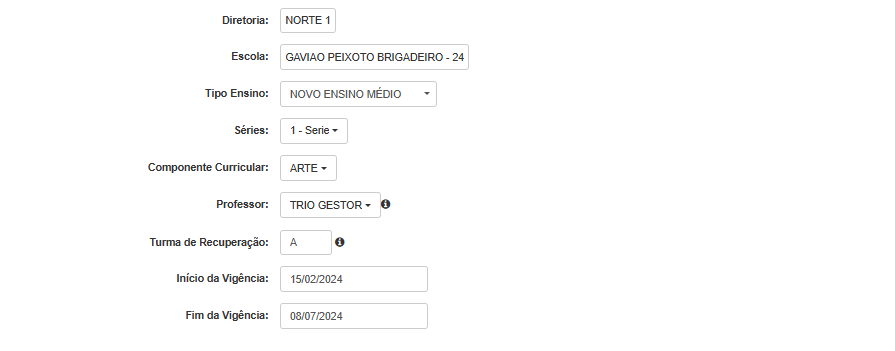 Diretoria: NORTE 1
Escola: GAVIAO PEIXOTO BRIGADEIRO - 24
Tipo Ensino: NOVO ENSINO MÉDIO
Séries: 1 - Serie
Componente Curricular: ARTE
Professor: TRIO GESTOR
Turma de Recuperação: A
Início da Vigência: 15/02/2024
Fim da Vigência: 08/07/2024